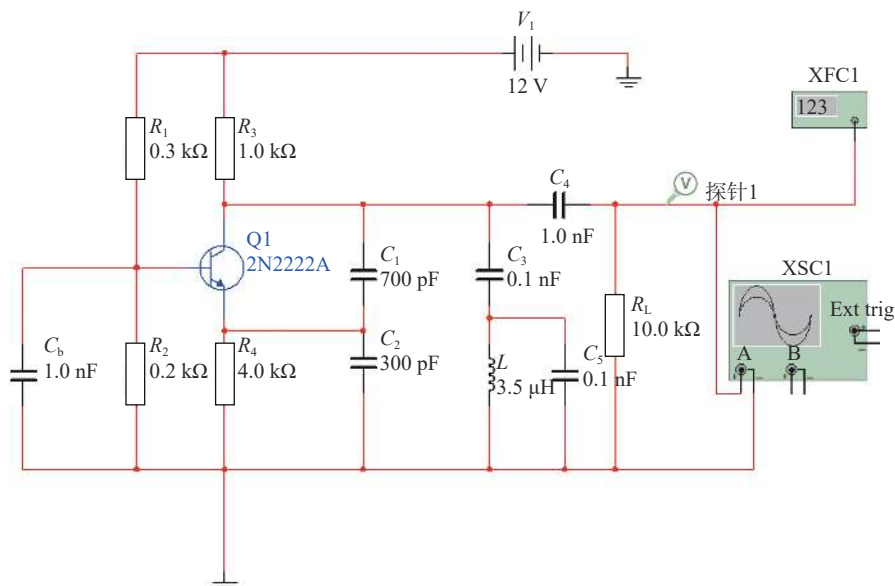 V1
12 V
XFC1
123
R1
0.3 kΩ
R3
1.0 kΩ
C4
1.0 nF
V
探针1
Q1
2N2222A
C1
700 pF
C3
0.1 nF
XSC1
Ext trig
A
B
RL
10.0 kΩ
Cb
1.0 nF
R2
0.2 kΩ
R4
4.0 kΩ
C2
300 pF
L
3.5 μH
C5
0.1 nF